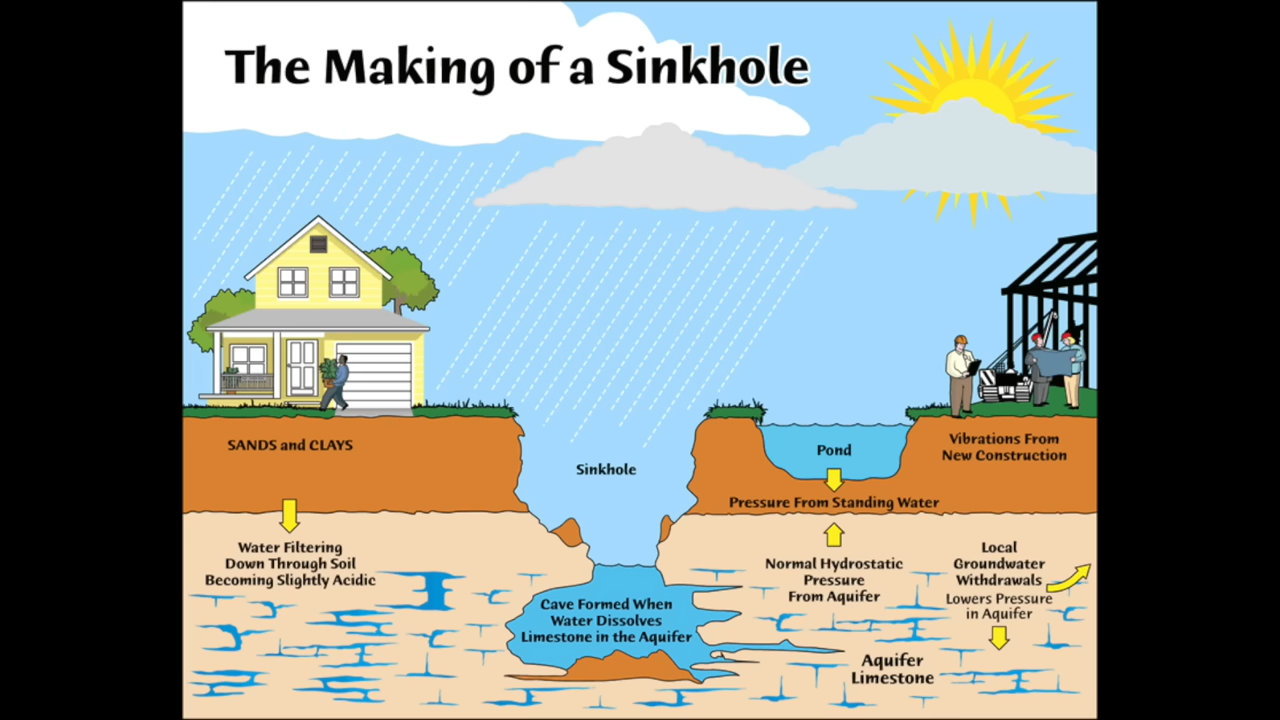 The Making of a Sinkhole
SANDS and CLAYS
Sinkhole
Pond
Vibrations From
New Construction
Pressure From Standing Water
Water Filtering
Down Through Soil
Becoming Slightly Acidic
Cave Formed When
Water Dissolves
Limestone in the Aquifer
Normal Hydrostatic
Pressure
From Aquifer
Local
Groundwater
Withdrawals
Lowers Pressure
in Aquifer
Aquifer
Limestone